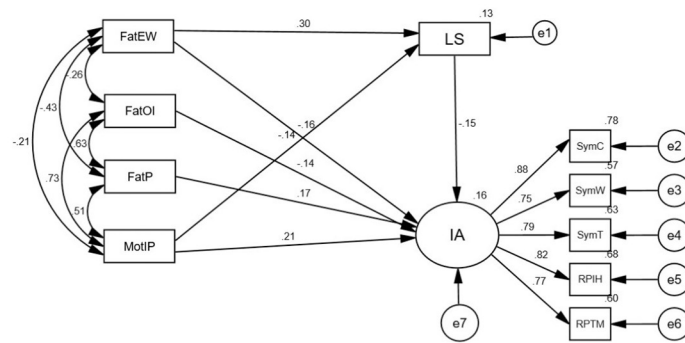 .30
.13
FatEW
LS
e1
-.26
-.43
-.21
-.16
-.14
-.15
FatOI
.78
SymC
e2
.63
.73
-.14
.88
.57
FatP
.17
.16
.75
SymW
e3
.63
.51
.79
SymT
e4
MotIP
.21
IA
.68
.82
RPIH
e5
.77
.60
e7
RPTM
e6